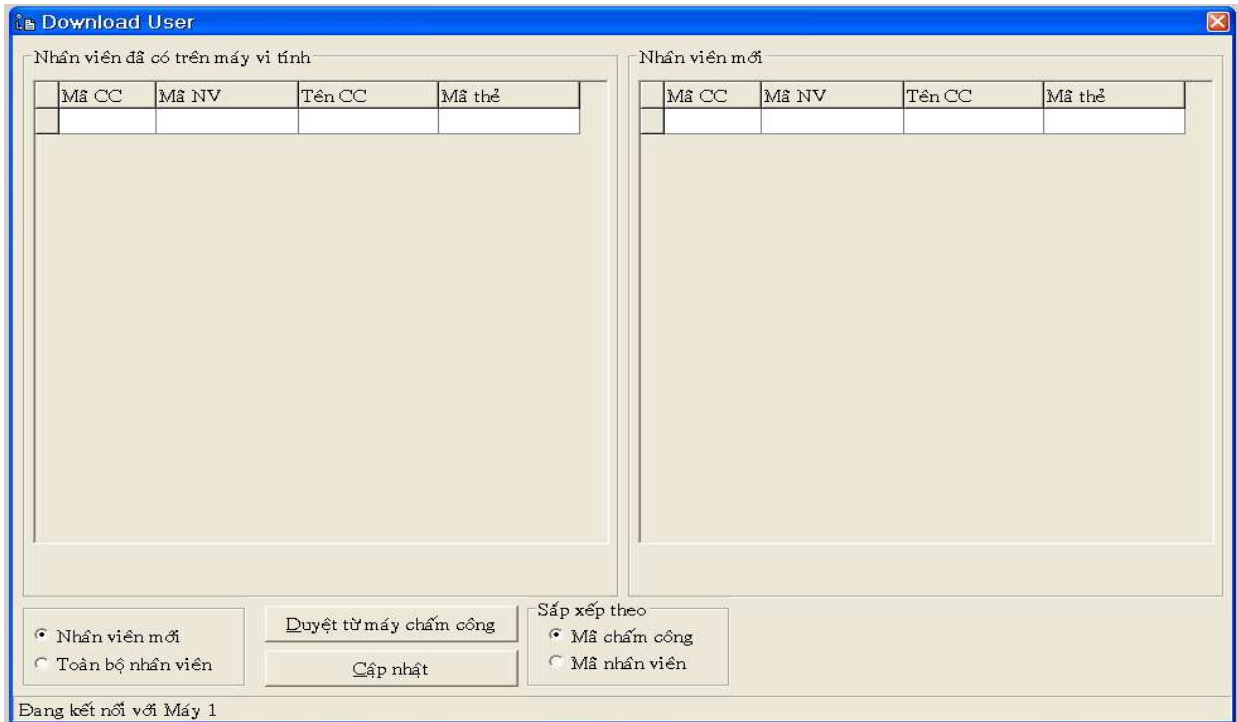 Download User
Nhân viên đã có trên máy vi tính
Mã CC Mã NV Tên CC Mã thẻ
Nhân viên mới
Mã CC Mã NV Tên CC Mã thẻ
Nhân viên mới
Toàn bộ nhân viên
Duyệt từ máy chấm công
Cập nhật
Sắp xếp theo
Mã chấm công
Mã nhân viên
Đang kết nối với Máy 1